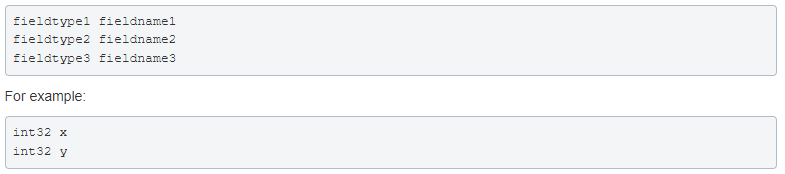 fieldtype1 fieldname1
fieldtype2 fieldname2
fieldtype3 fieldname3
For example:
int32 x
int32 y